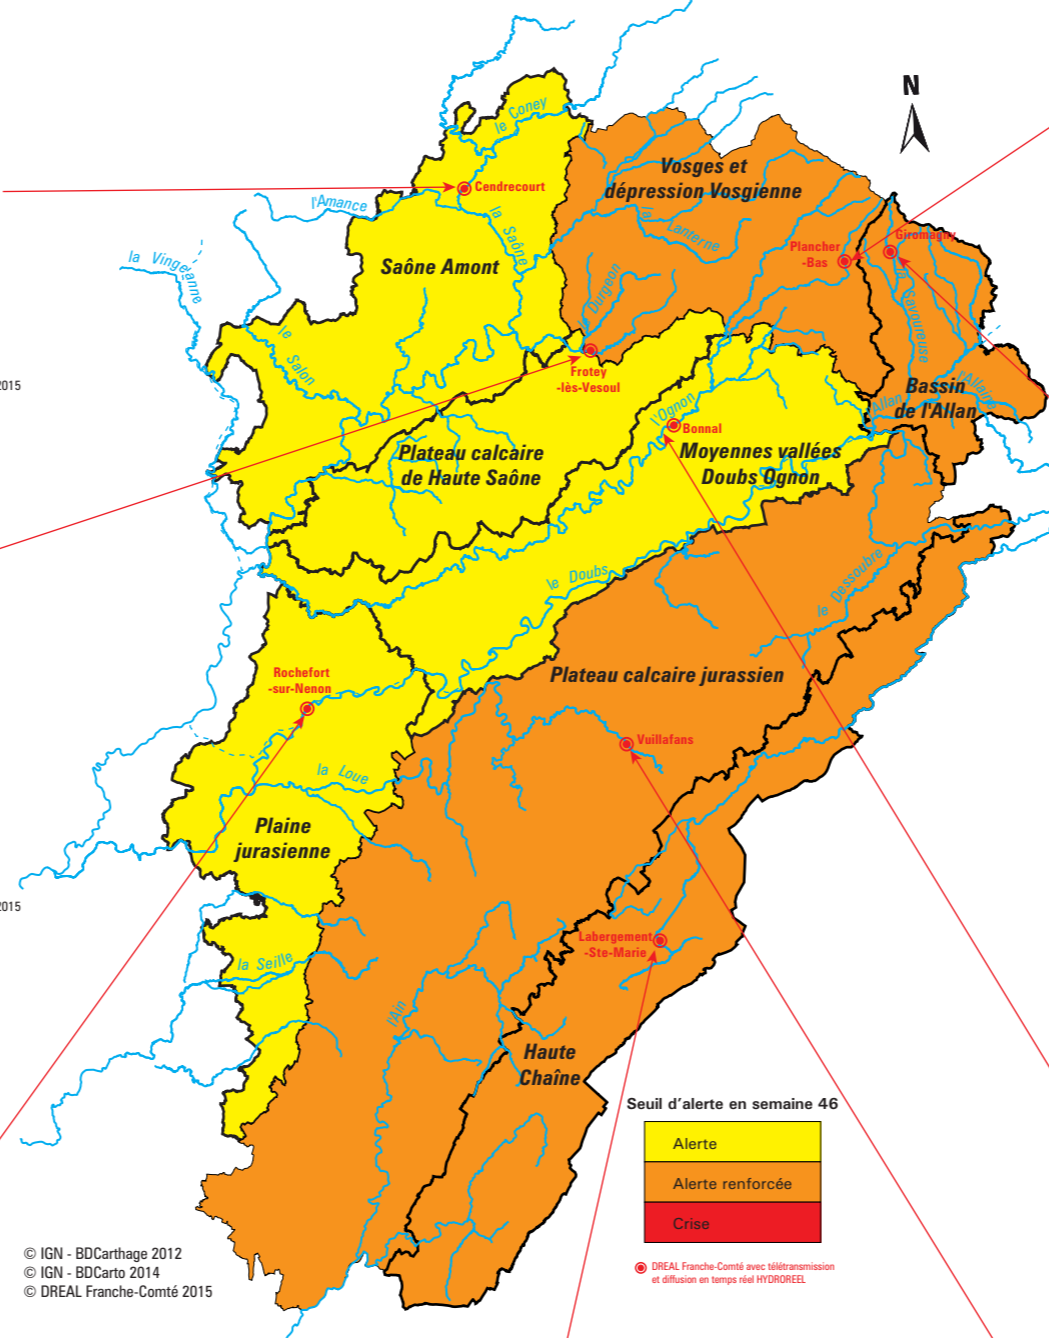 N
le Coney
Vosges et
dépression Vosgienne
Cendrecourt
l'Amance
la Saône
la Lanterne
Giromagny
Plancher
-Bas
la Vingeanne
Saône Amont
le Durgeon
la Savoureuse
le Salon
Frotey
-lès-Vesoul
2015
Bassin
de l'Allan
l'Allaine
l'Allan
l'Ognon
Bonnal
Plateau calcaire
de Haute Saône
Moyennes vallées
Doubs Ognon
le Doubs
le Dessoubre
Rochefort
-sur-Nenon
Plateau calcaire jurassien
Vuillafans
la Loue
Plaine
jurasienne
2015
Labergement
-Ste-Marie
la Seille
l'Ain
Haute
Chaîne
Seuil d'alerte en semaine 46
Alerte
Alerte renforcée
Crise
DREAL Franche-Comté avec télétransmission
et diffusion en temps réel HYDROREEL
© IGN - BDCarthage 2012
© IGN - BDCarto 2014
© DREAL Franche-Comté 2015